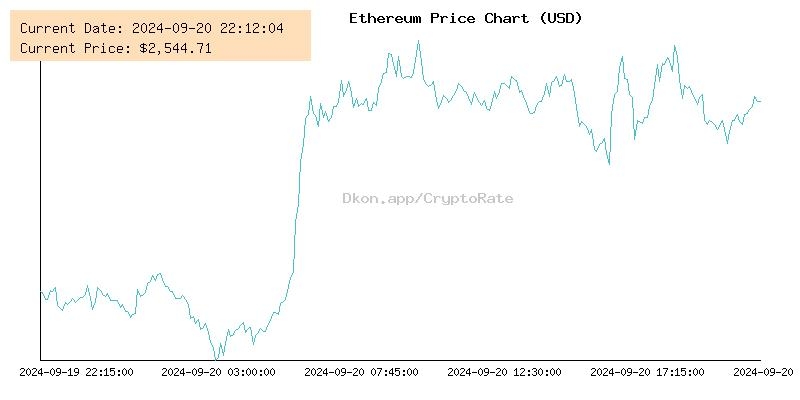 Ethereum Price Chart (USD)
Current Date: 2024-09-20 22:12:04
Current Price: $2,544.71
Dkon.app/CryptoRate
2024-09-19 22:15:00 2024-09-20 03:00:00 2024-09-20 07:45:00 2024-09-20 12:30:00 2024-09-20 17:15:00 2024-09-20